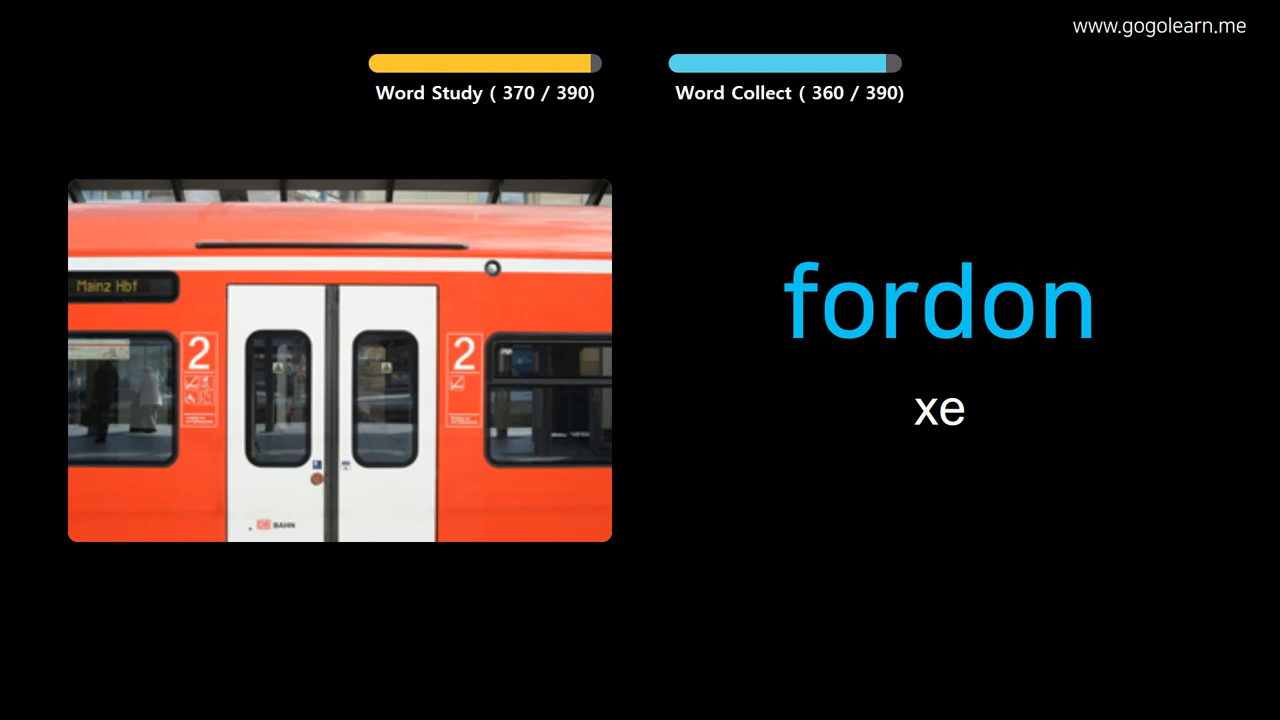 www.gogolearn.me
Word Study ( 370 / 390)
Word Collect ( 360 / 390)
Mainz Hbf
2
2
DB BAHN
fordon
xe